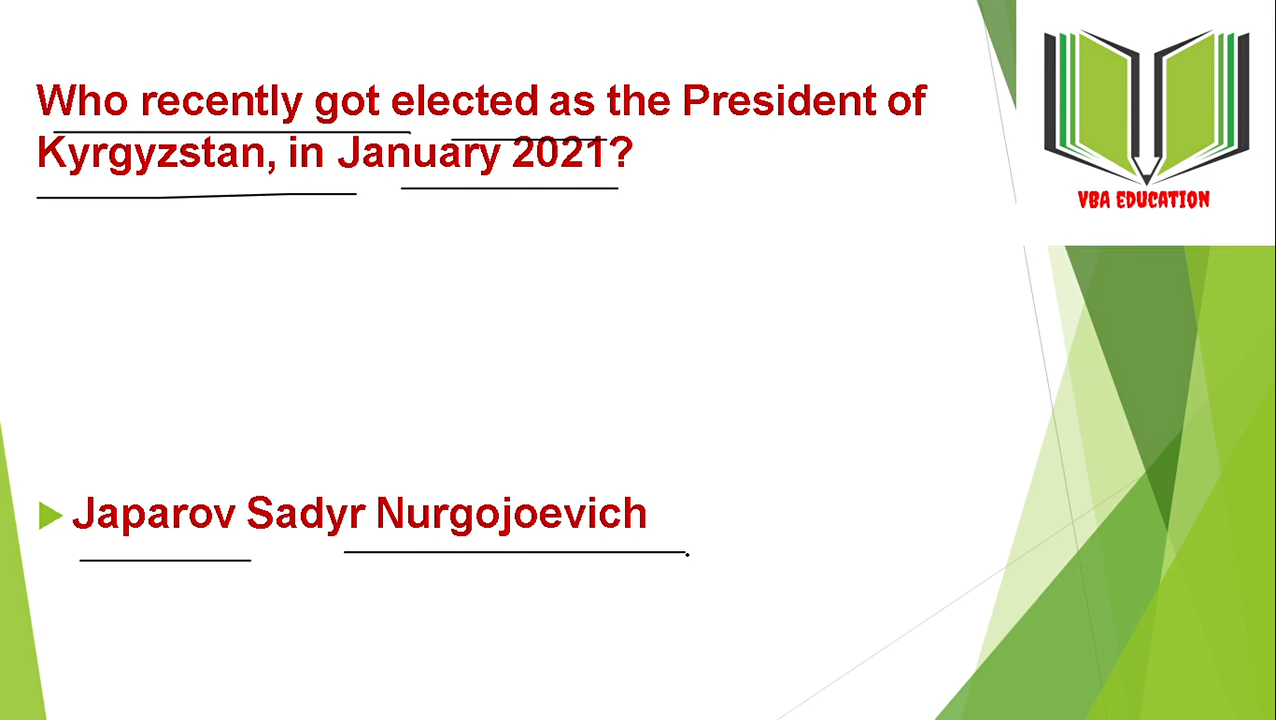 Who recently got elected as the President of
Kyrgyzstan, in January 2021?
VBA EDUCATION
Japarov Sadyr Nurgojoevich